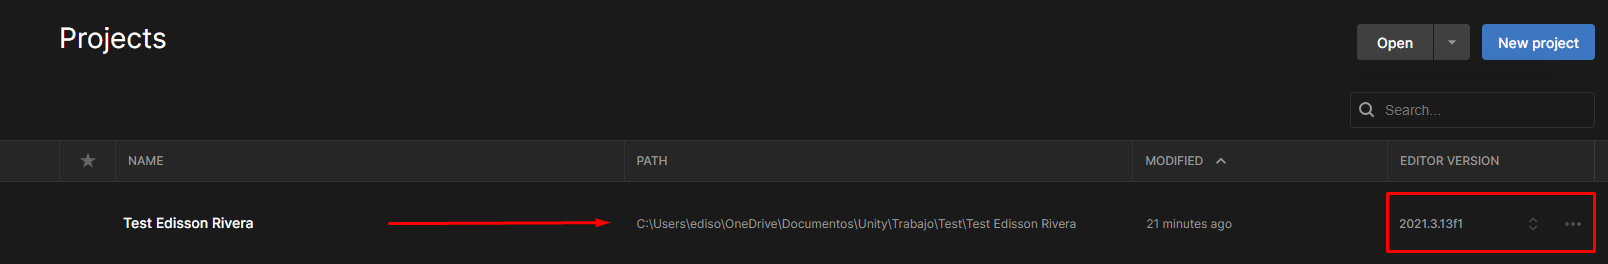 Projects
Open
New project
Search...
NAME PATH MODIFIED EDITOR VERSION
Test Edisson Rivera C:\Users\ediso\OneDrive\Documentos\Unity\Trabajo\Test\Test Edisson Rivera 21 minutes ago 2021.3.13f1